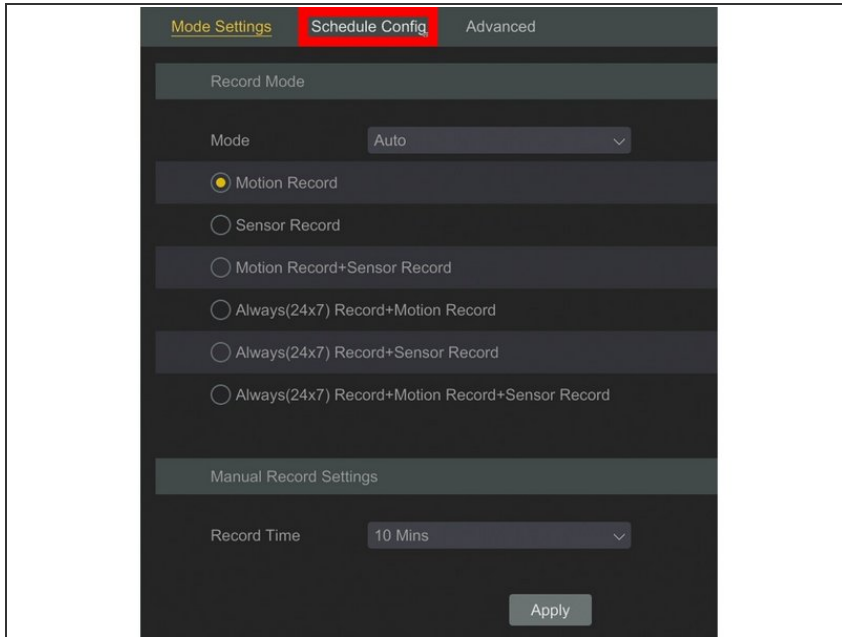 Mode Settings Schedule Config Advanced
Record Mode
Mode Auto
Motion Record
Sensor Record
Motion Record+Sensor Record
Always(24x7) Record+Motion Record
Always(24x7) Record+Sensor Record
Always(24x7) Record+Motion Record+Sensor Record
Manual Record Settings
Record Time 10 Mins
Apply